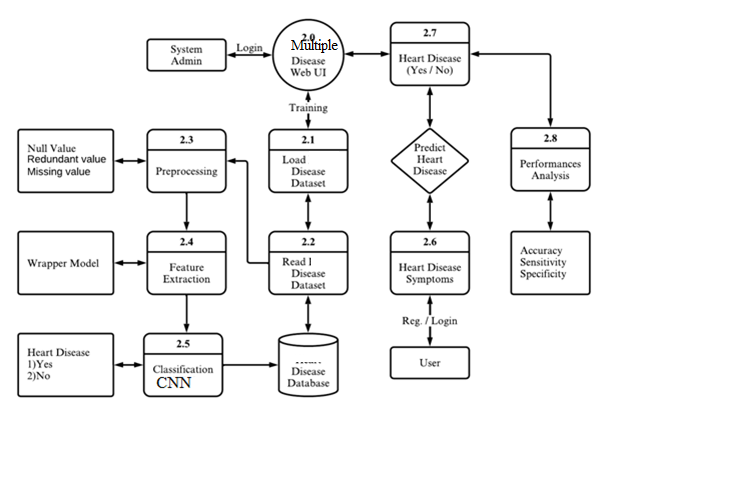 System
Admin
Login
2.0
Multiple
Disease
Web UI
2.7
Heart Disease
(Yes / No)
Training
Null Value
Redundant value
Missing value
2.3
Preprocessing
2.1
Load
Disease
Dataset
Predict
Heart
Disease
2.8
Performances
Analysis
Wrapper Model
2.4
Feature
Extraction
2.2
Read l
Disease
Dataset
2.6
Heart Disease
Symptoms
Accuracy
Sensitivity
Specificity
Reg. / Login
Heart Disease
1)Yes
2)No
2.5
Classification
CNN
Disease
Database
User